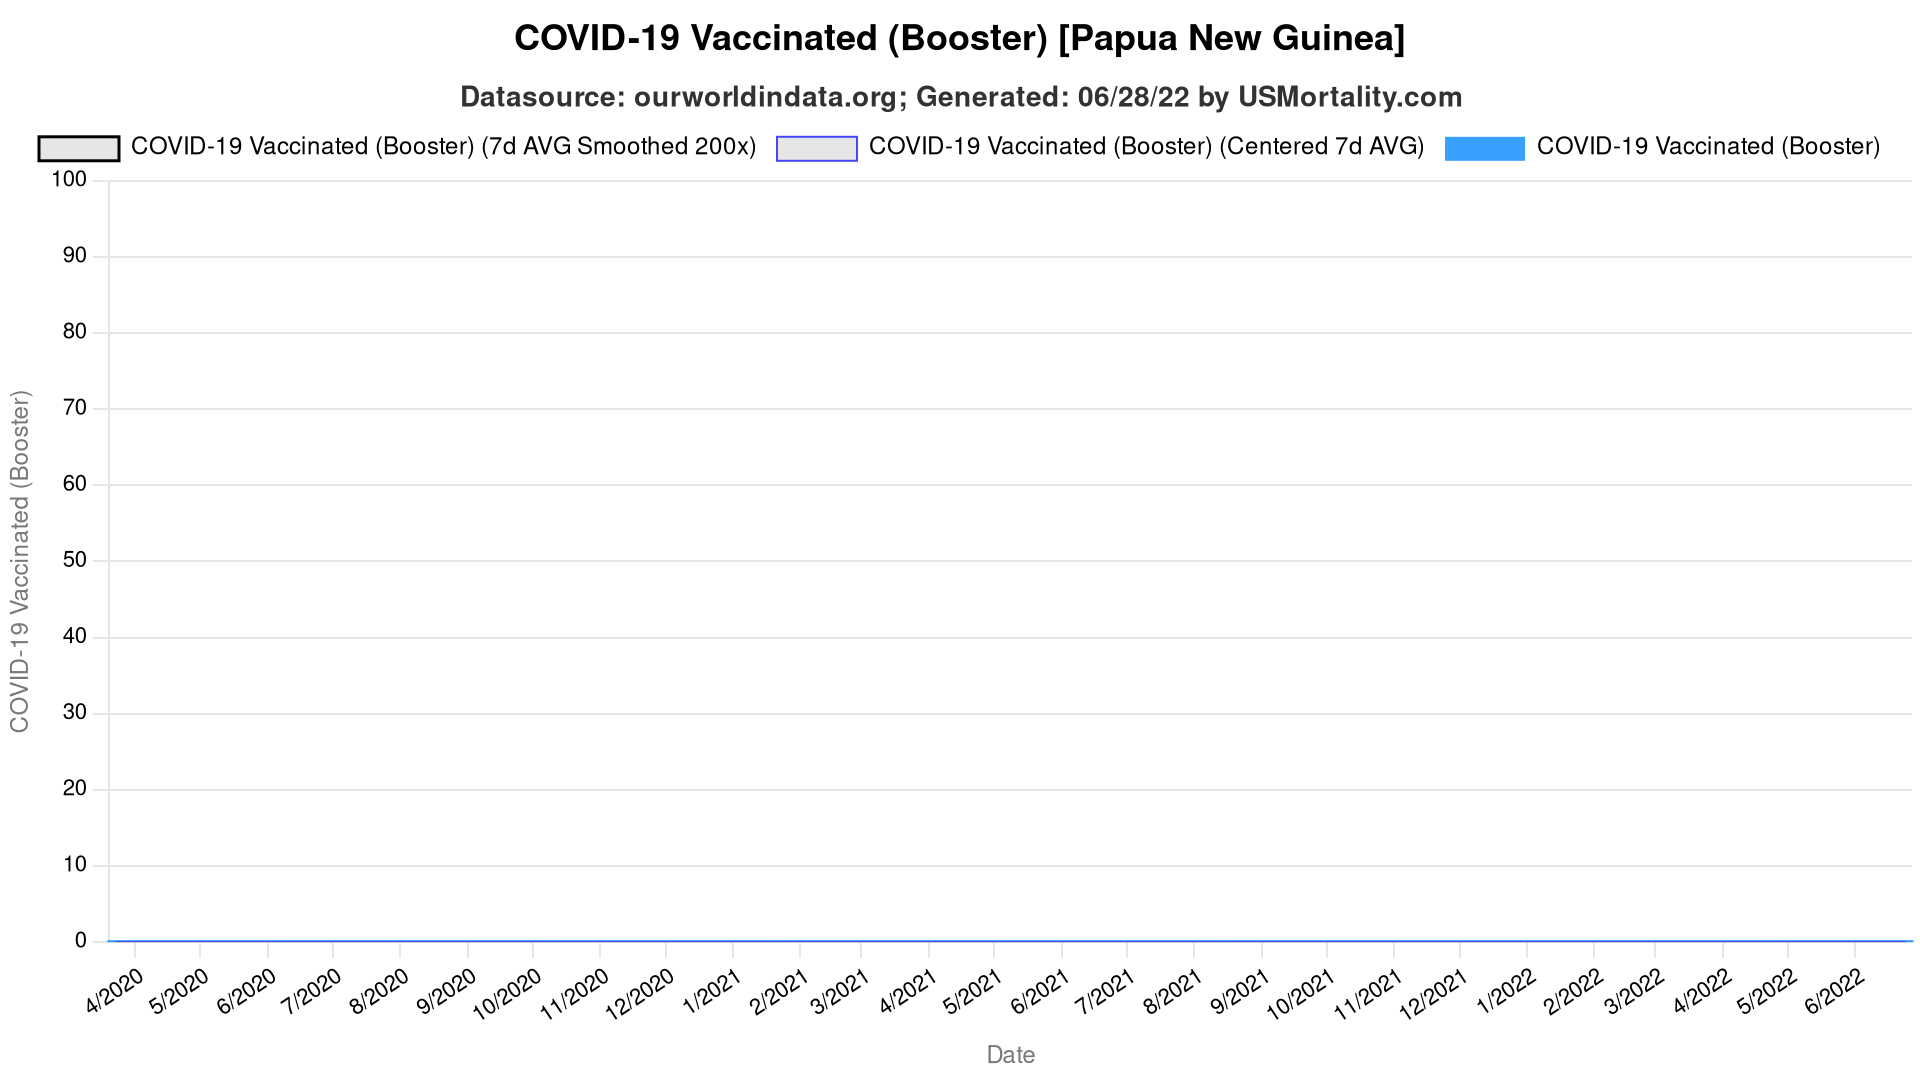 COVID-19 Vaccinated (Booster) [Papua New Guinea]
Datasource: ourworldindata.org; Generated: 06/28/22 by USMortality.com
COVID-19 Vaccinated (Booster) (7d AVG Smoothed 200x) COVID-19 Vaccinated (Booster) (Centered 7d AVG) COVID-19 Vaccinated (Booster)
COVID-19 Vaccinated (Booster)
100
90
80
70
60
50
40
30
20
10
0
4/2020 5/2020 6/2020 7/2020 8/2020 9/2020 10/2020 11/2020 12/2020 1/2021 2/2021 3/2021 4/2021 5/2021 6/2021 7/2021 8/2021 9/2021 10/2021 11/2021 12/2021 1/2022 2/2022 3/2022 4/2022 5/2022 6/2022
Date